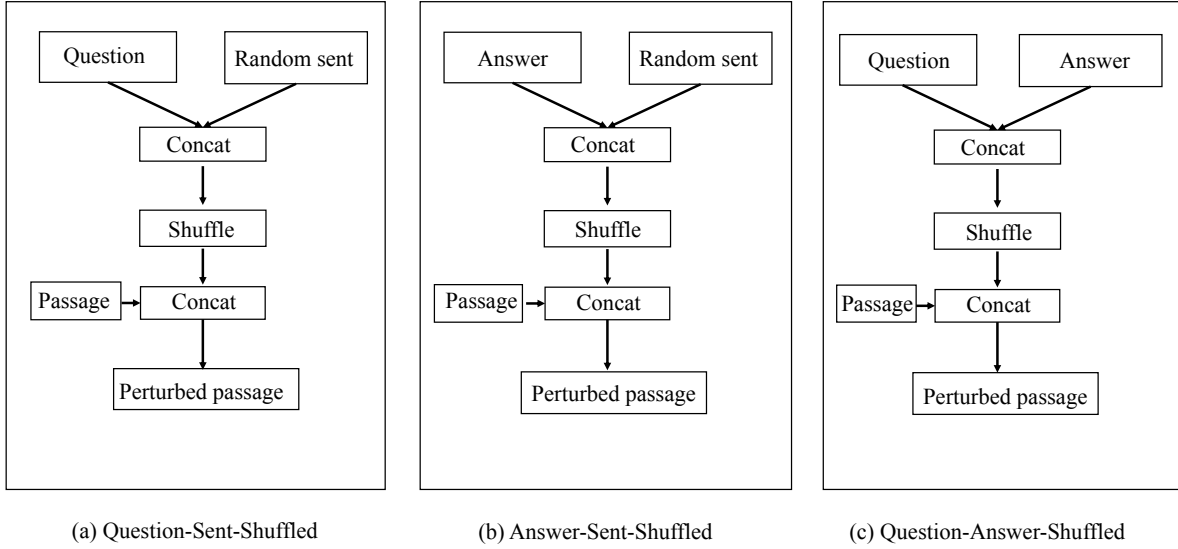 Question
Random sent
Concat
Shuffle
Passage
Concat
Perturbed passage
(a) Question-Sent-Shuffled
Answer
Random sent
Concat
Shuffle
Passage
Concat
Perturbed passage
(b) Answer-Sent-Shuffled
Question
Answer
Concat
Shuffle
Passage
Concat
Perturbed passage
(c) Question-Answer-Shuffled